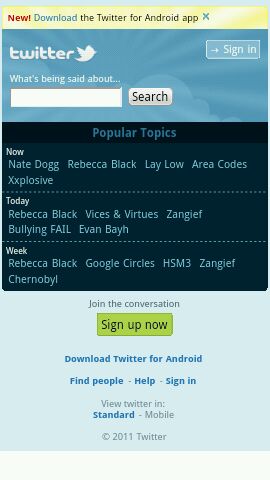 New! Download the Twitter for Android app ×
twitter
→ Sign in
What's being said about...
Search
Popular Topics
Now
Nate Dogg Rebecca Black Lay Low Area Codes
Xxplosive
Today
Rebecca Black Vices & Virtues Zangief
Bullying FAIL Evan Bayh
Week
Rebecca Black Google Circles HSM3 Zangief
Chernobyl
Join the conversation
Sign up now
Download Twitter for Android
Find people - Help - Sign in
View twitter in:
Standard - Mobile
© 2011 Twitter